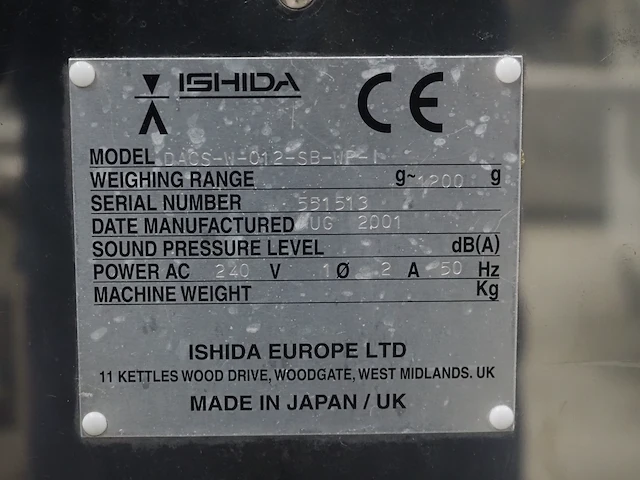 ISHIDA CE
MODEL DACS-W-012-SB-WP-I
WEIGHING RANGE g~ 1200 g
SERIAL NUMBER 551513
DATE MANUFACTURED AUG 2001
SOUND PRESSURE LEVEL dB(A)
POWER AC 240 V 1Ø 2 A 50 Hz
MACHINE WEIGHT Kg
ISHIDA EUROPE LTD
11 KETTLES WOOD DRIVE, WOODGATE, WEST MIDLANDS. UK
MADE IN JAPAN / UK